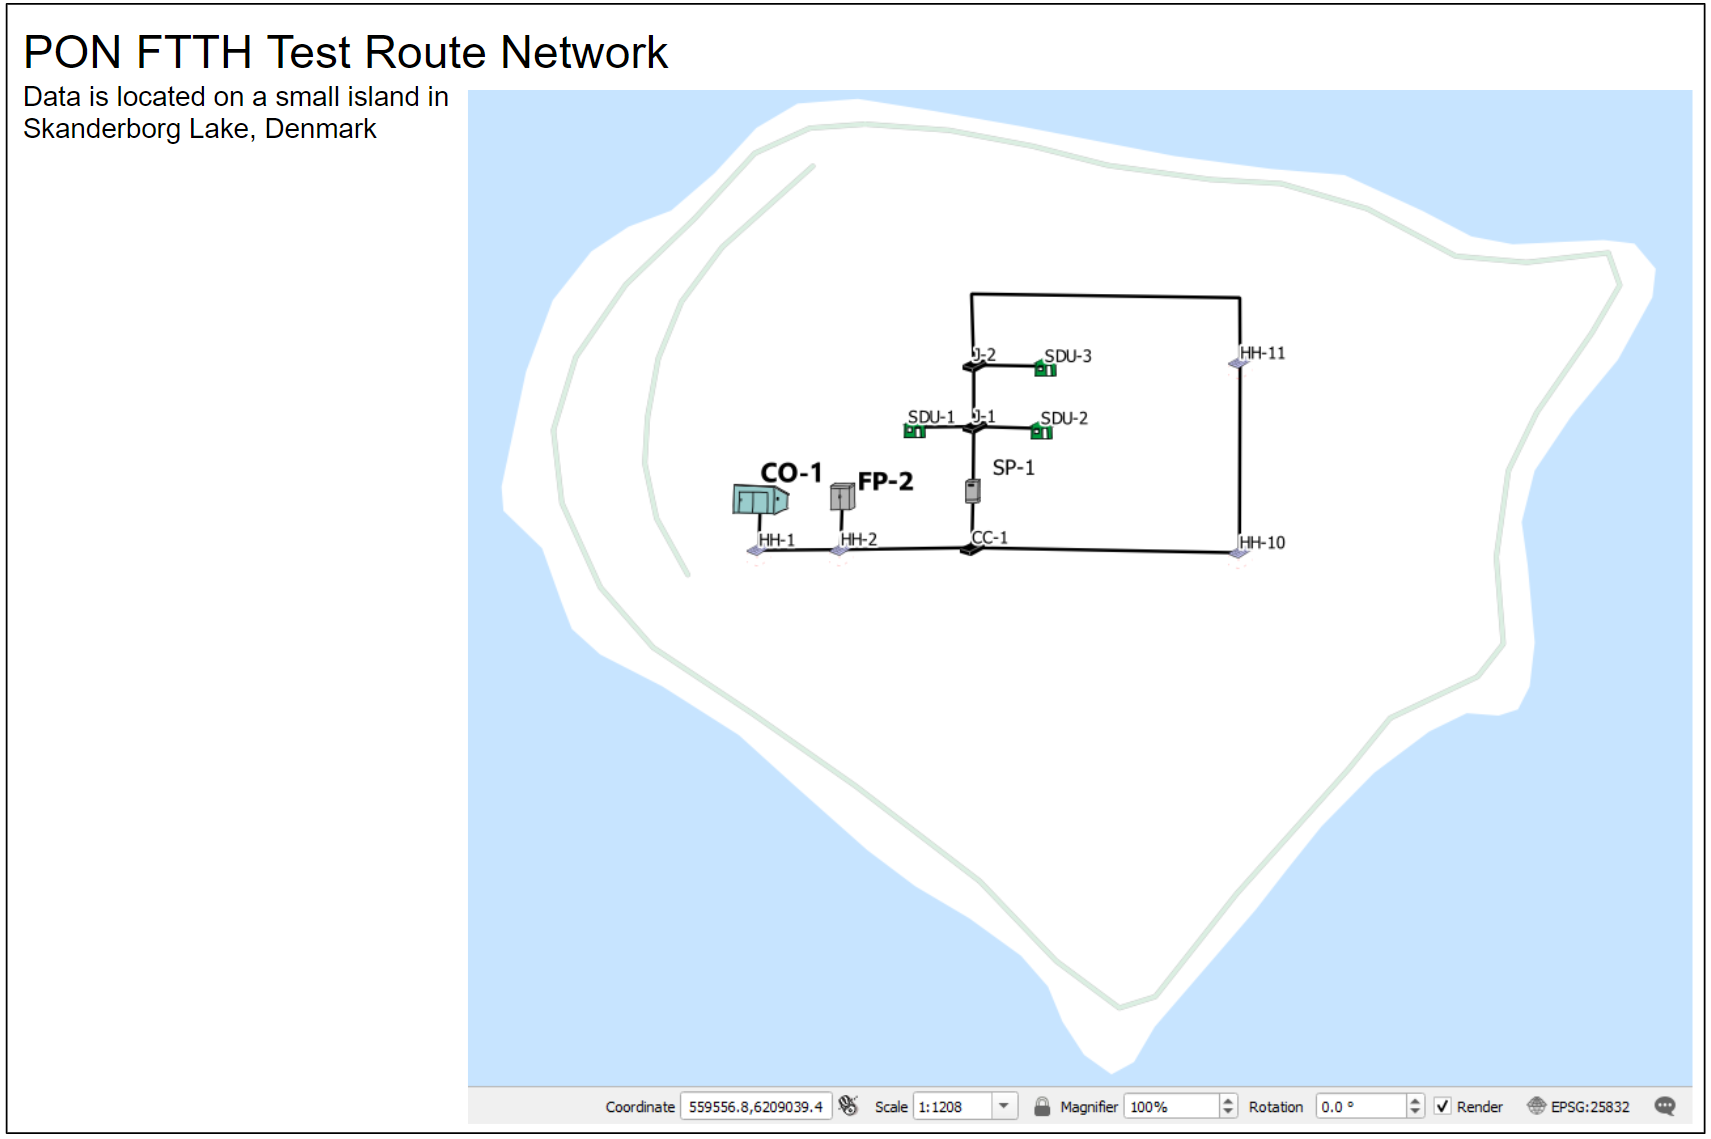 PON FTTH Test Route Network
Data is located on a small island in
Skanderborg Lake, Denmark
J-2
SDU-3
HH-11
SDU-1
J-1
SDU-2
SP-1
CO-1
FP-2
HH-1
HH-2
CC-1
HH-10
Coordinate 559556.8,6209039.4 Scale 1:1208 Magnifier 100% Rotation 0.0 ° Render EPSG:25832